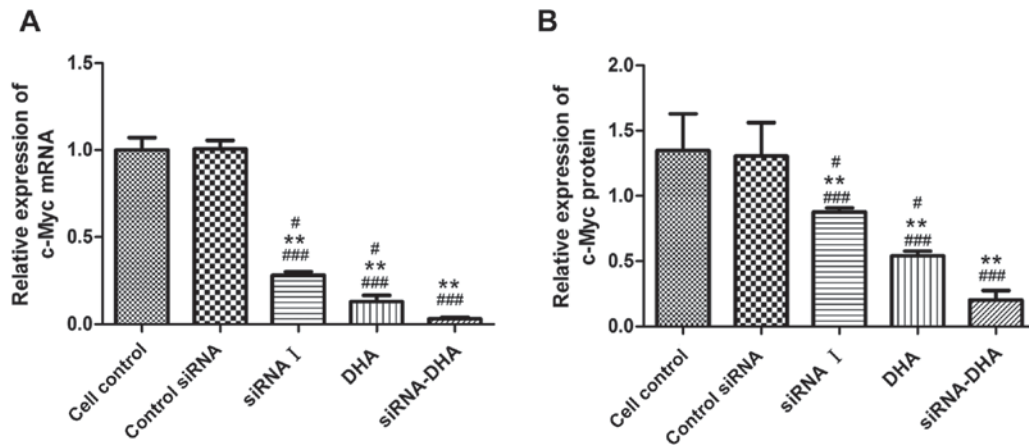 A
Relative expression of
c-Myc mRNA
1.5
1.0
0.5
0.0
#
**
###
#
**
###
**
###
Cell control
Control siRNA
siRNA I
DHA
siRNA-DHA
B
Relative expression of
c-Myc protein
2.0
1.5
1.0
0.5
0.0
#
**
###
#
**
###
**
###
Cell control
Control siRNA
siRNA I
DHA
siRNA-DHA